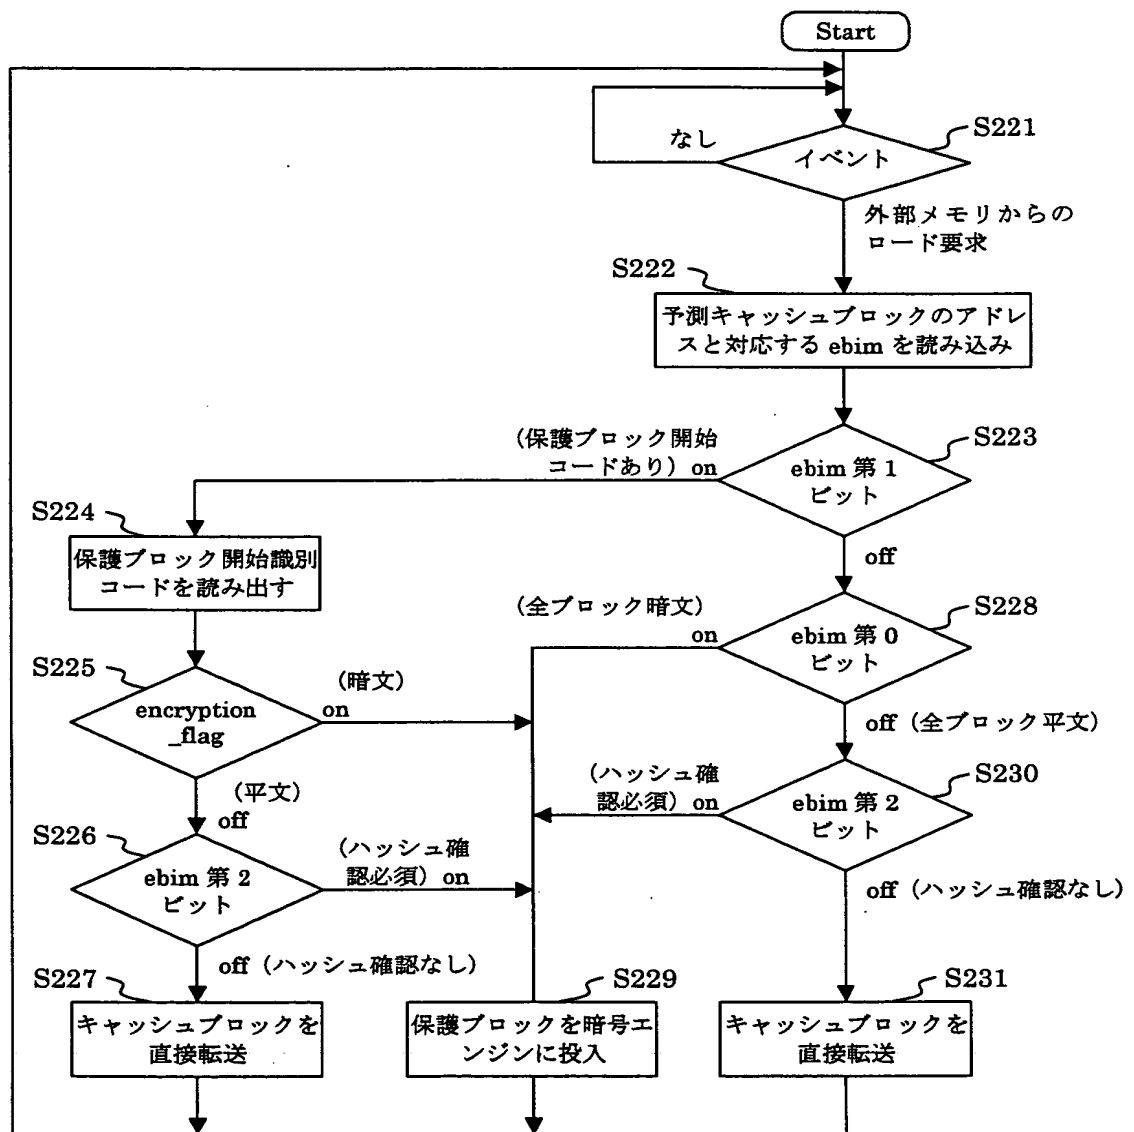 Start
S221
なし
イベント
外部メモリからの
ロード要求
S222
予測キャッシュブロックのアドレ
スと対応する ebim を読み込み
(保護ブロック開始
コードあり) on
S223
ebim 第 1
ビット
S224
保護ブロック開始識別
コードを読み出す
off
(全ブロック暗文)
on
S228
ebim 第 0
ビット
S225
(暗文)
on
encryption
_flag
off (全ブロック平文)
(平文)
off
(ハッシュ確
認必須) on
S230
ebim 第 2
ビット
S226
(ハッシュ確
認必須) on
ebim 第 2
ビット
off (ハッシュ確認なし)
off (ハッシュ確認なし)
S227
キャッシュブロックを
直接転送
S229
保護ブロックを暗号エ
ンジンに投入
S231
キャッシュブロックを
直接転送